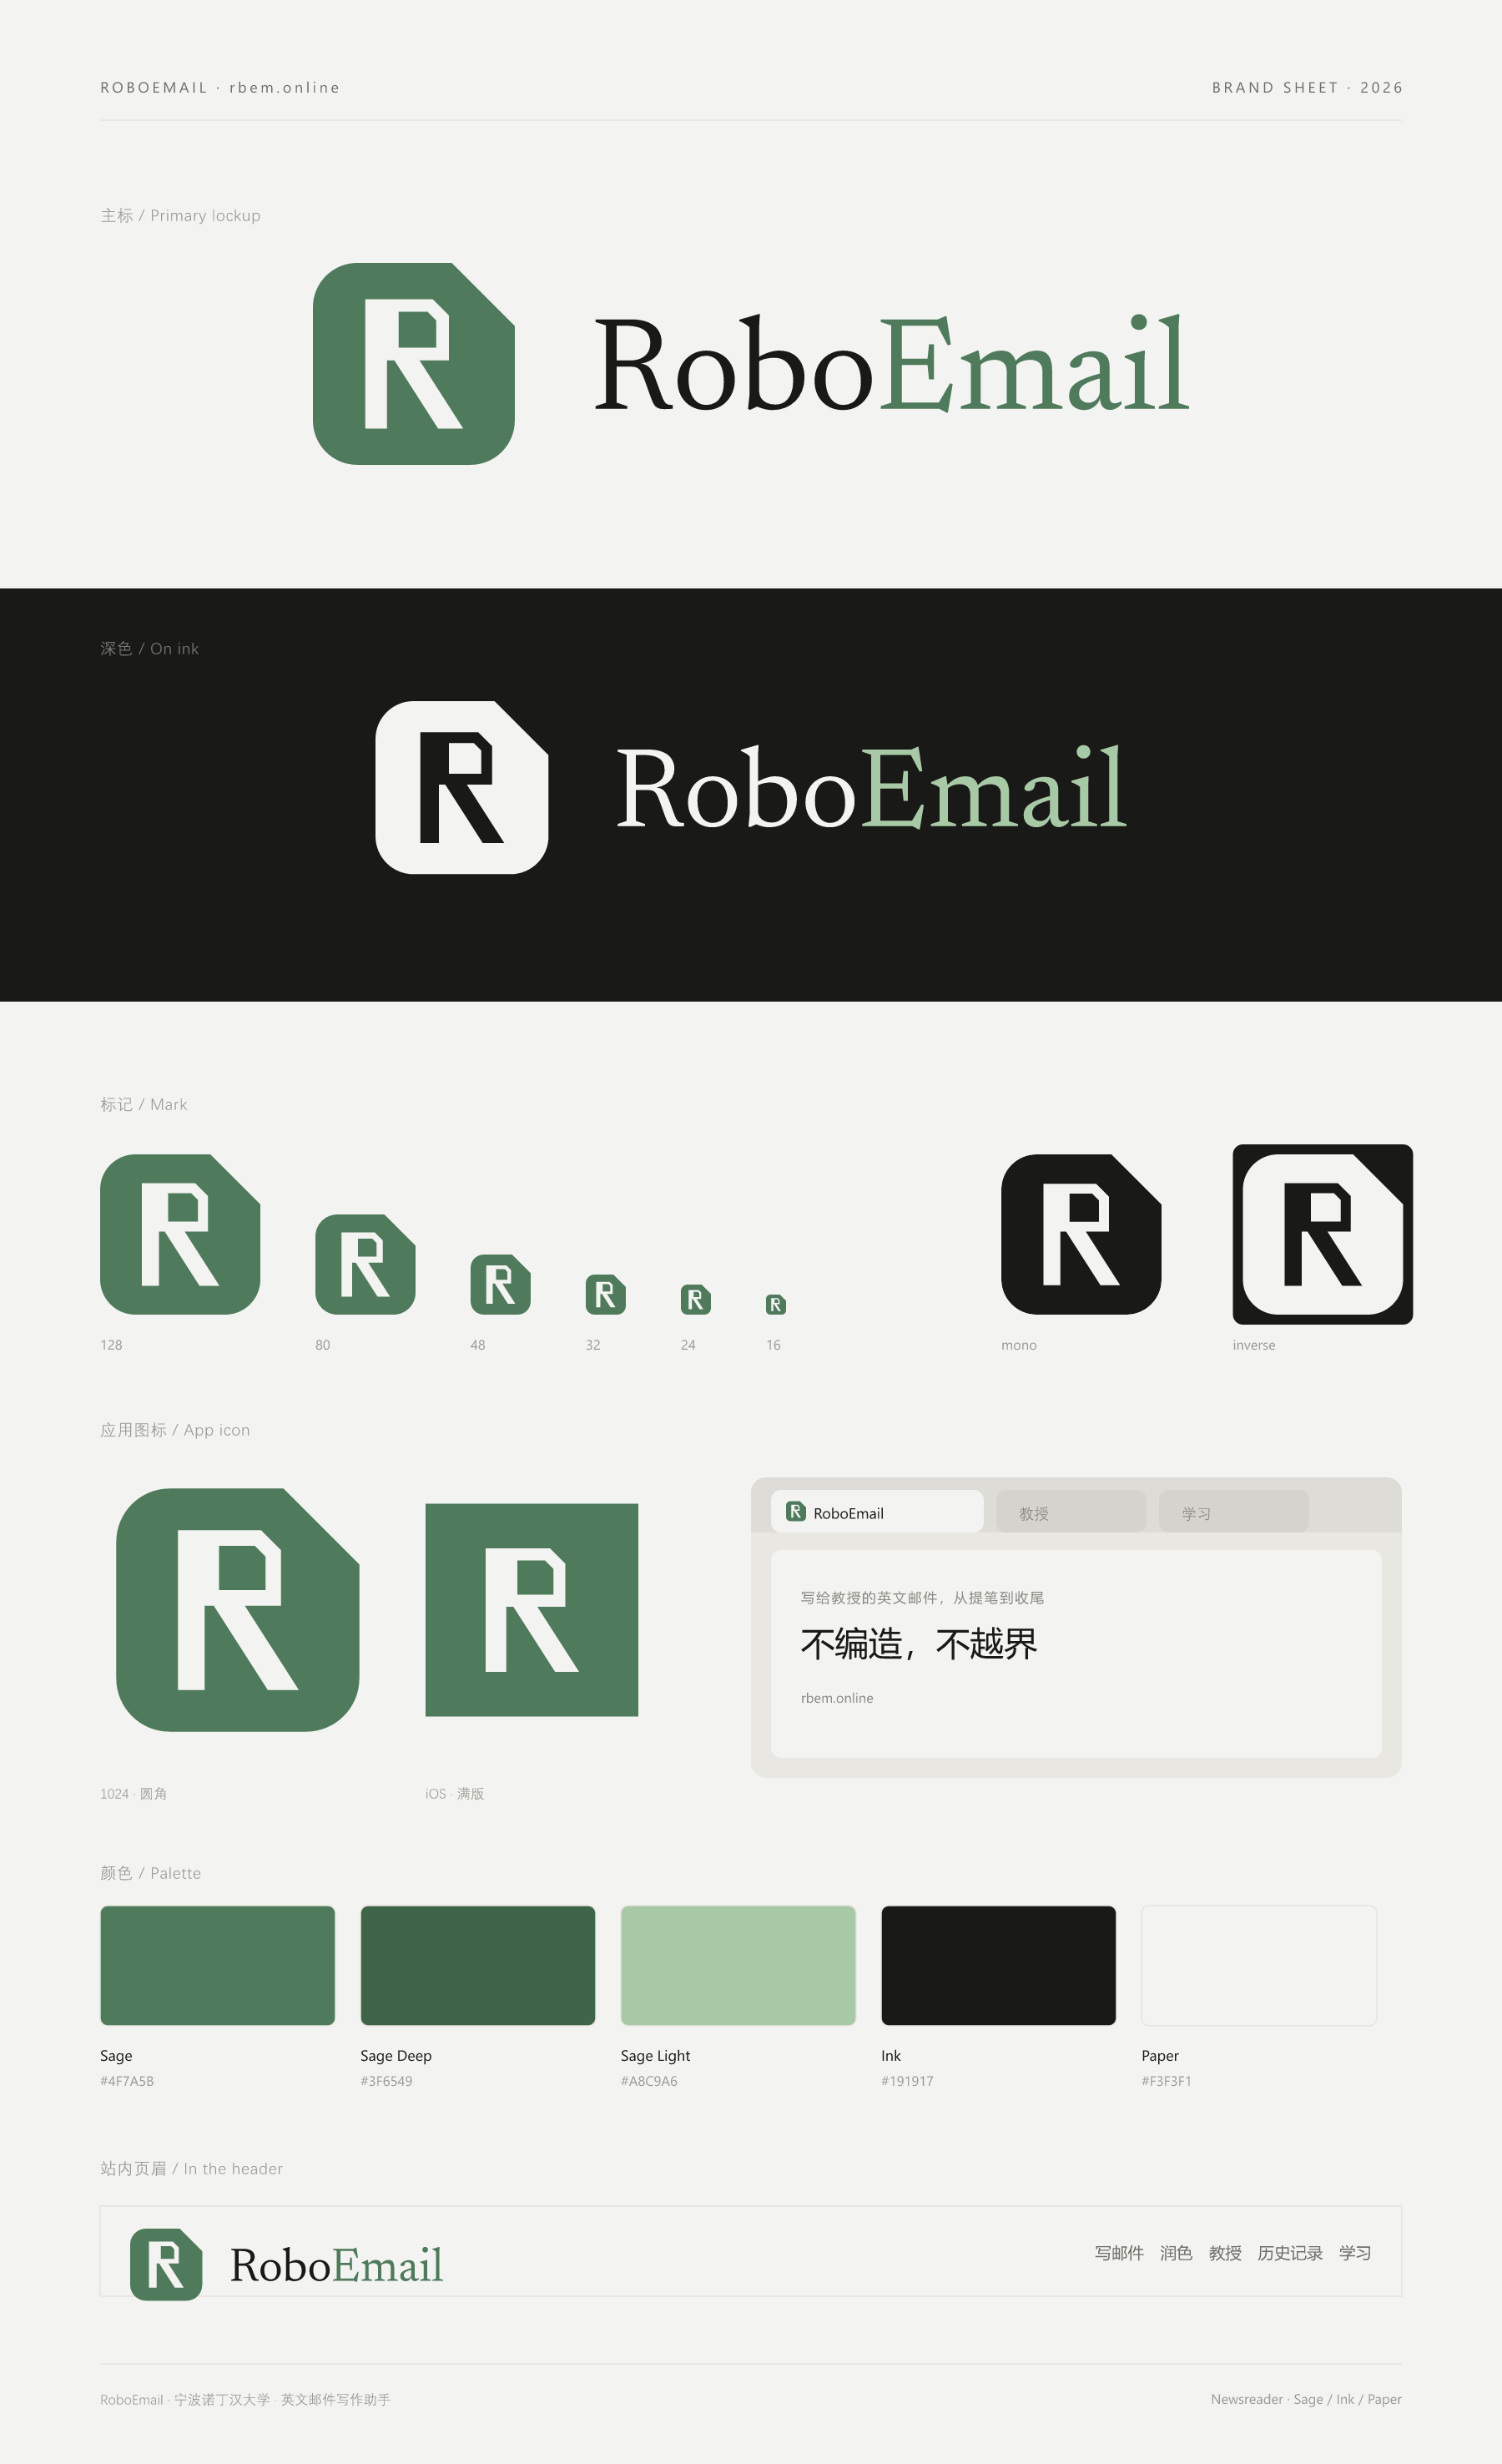 ROBOEMAIL · rbem.online
BRAND SHEET · 2026
主标 / Primary lockup
R
RoboEmail
深色 / On ink
R
RoboEmail
标记 / Mark
R
R
R
R
R
R
R
R
128
80
48
32
24
16
mono
inverse
应用图标 / App icon
R
R
R
RoboEmail
教授
学习
写给教授的英文邮件，从提笔到收尾
不编造，不越界
rbem.online
1024 · 圆角
iOS · 满版
颜色 / Palette
Sage
#4F7A5B
Sage Deep
#3F6549
Sage Light
#A8C9A6
Ink
#191917
Paper
#F3F3F1
站内页眉 / In the header
R
RoboEmail
写邮件 润色 教授 历史记录 学习
RoboEmail · 宁波诺丁汉大学 · 英文邮件写作助手
Newsreader · Sage / Ink / Paper